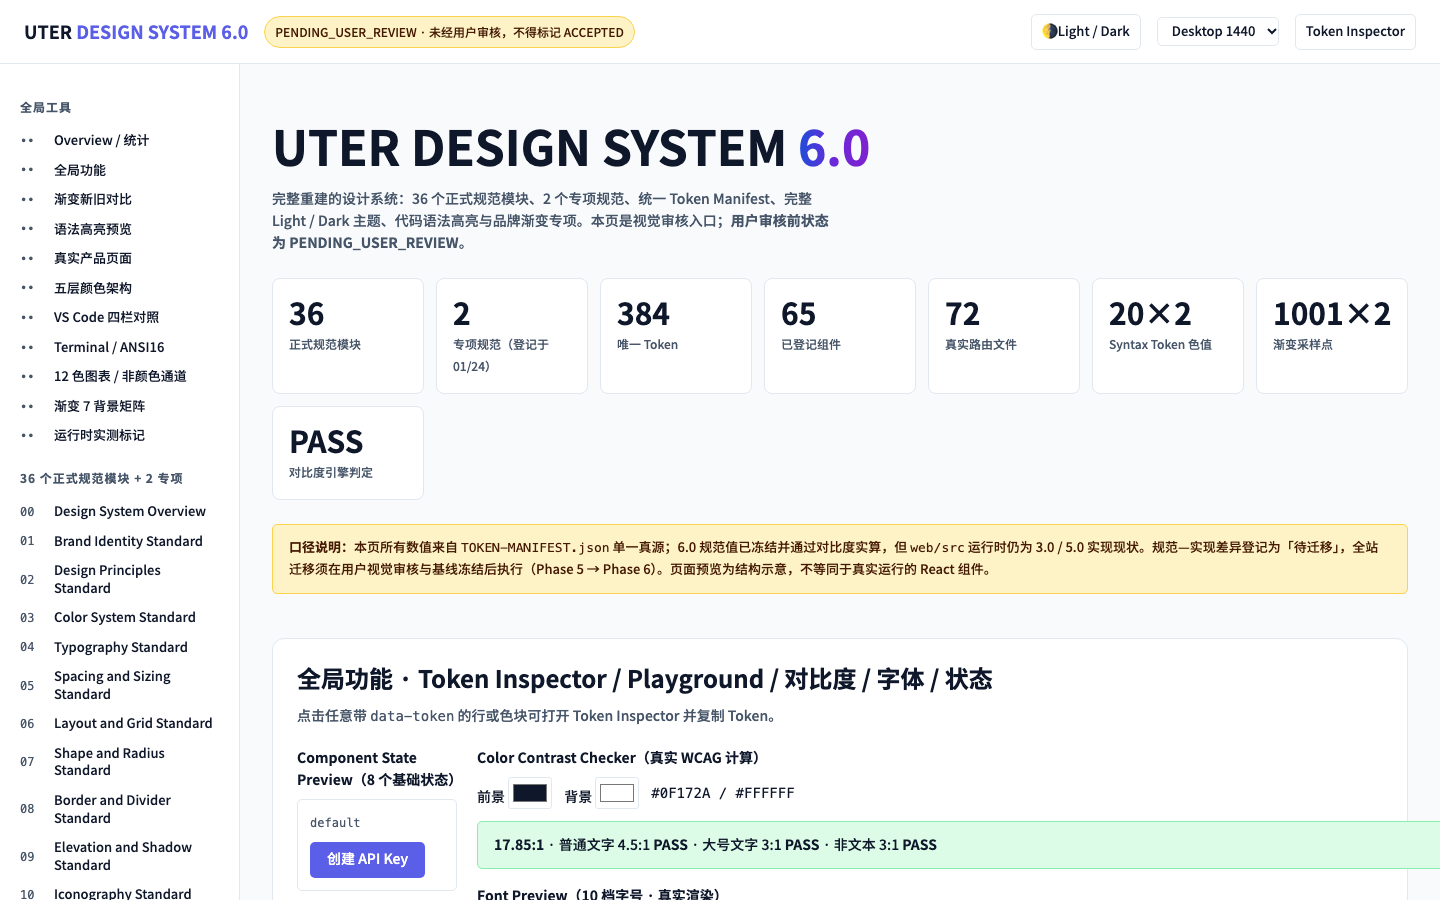 UTER DESIGN SYSTEM 6.0
PENDING_USER_REVIEW · 未经用户审核，不得标记 ACCEPTED
Light / Dark
Desktop 1440
Token Inspector
全局工具
•• Overview / 统计
•• 全局功能
•• 渐变新旧对比
•• 语法高亮预览
•• 真实产品页面
•• 五层颜色架构
•• VS Code 四栏对照
•• Terminal / ANSI16
•• 12 色图表 / 非颜色通道
•• 渐变 7 背景矩阵
•• 运行时实测标记
36 个正式规范模块 + 2 专项
00 Design System Overview
01 Brand Identity Standard
02 Design Principles
Standard
03 Color System Standard
04 Typography Standard
05 Spacing and Sizing
Standard
06 Layout and Grid Standard
07 Shape and Radius
Standard
08 Border and Divider
Standard
09 Elevation and Shadow
Standard
10 Iconography Standard
UTER DESIGN SYSTEM 6.0
完整重建的设计系统：36 个正式规范模块、2 个专项规范、统一 Token Manifest、完整
Light / Dark 主题、代码语法高亮与品牌渐变专项。本页是视觉审核入口；用户审核前状态
为 PENDING_USER_REVIEW。
36
正式规范模块
2
专项规范（登记于
01/24）
384
唯一 Token
65
已登记组件
72
真实路由文件
20×2
Syntax Token 色值
1001×2
渐变采样点
PASS
对比度引擎判定
口径说明：本页所有数值来自 TOKEN-MANIFEST.json 单一真源；6.0 规范值已冻结并通过对比度实算，但 web/src 运行时仍为 3.0 / 5.0 实现现状。规范—实现差异登记为「待迁移」，全站
迁移须在用户视觉审核与基线冻结后执行（Phase 5 → Phase 6）。页面预览为结构示意，不等同于真实运行的 React 组件。
全局功能 · Token Inspector / Playground / 对比度 / 字体 / 状态
点击任意带 data-token 的行或色块可打开 Token Inspector 并复制 Token。
Component State
Preview（8 个基础状态）
default
创建 API Key
Color Contrast Checker（真实 WCAG 计算）
前景 背景 #0F172A / #FFFFFF
17.85:1 · 普通文字 4.5:1 PASS · 大号文字 3:1 PASS · 非文本 3:1 PASS
Font Preview（10 档字号 · 真实渲染）